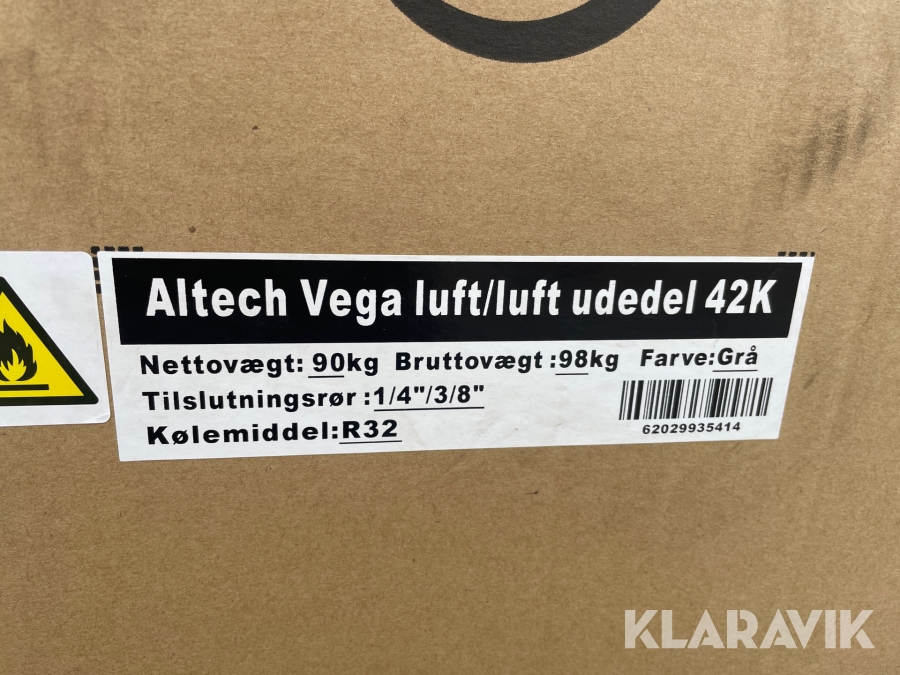 Altech Vega luft/luft udedel 42K
Nettovægt: 90kg Bruttovægt :98kg Farve:Grå
Tilslutningsrør :1/4"/3/8"
Kølemiddel:R32
62029935414
KLARAVIK